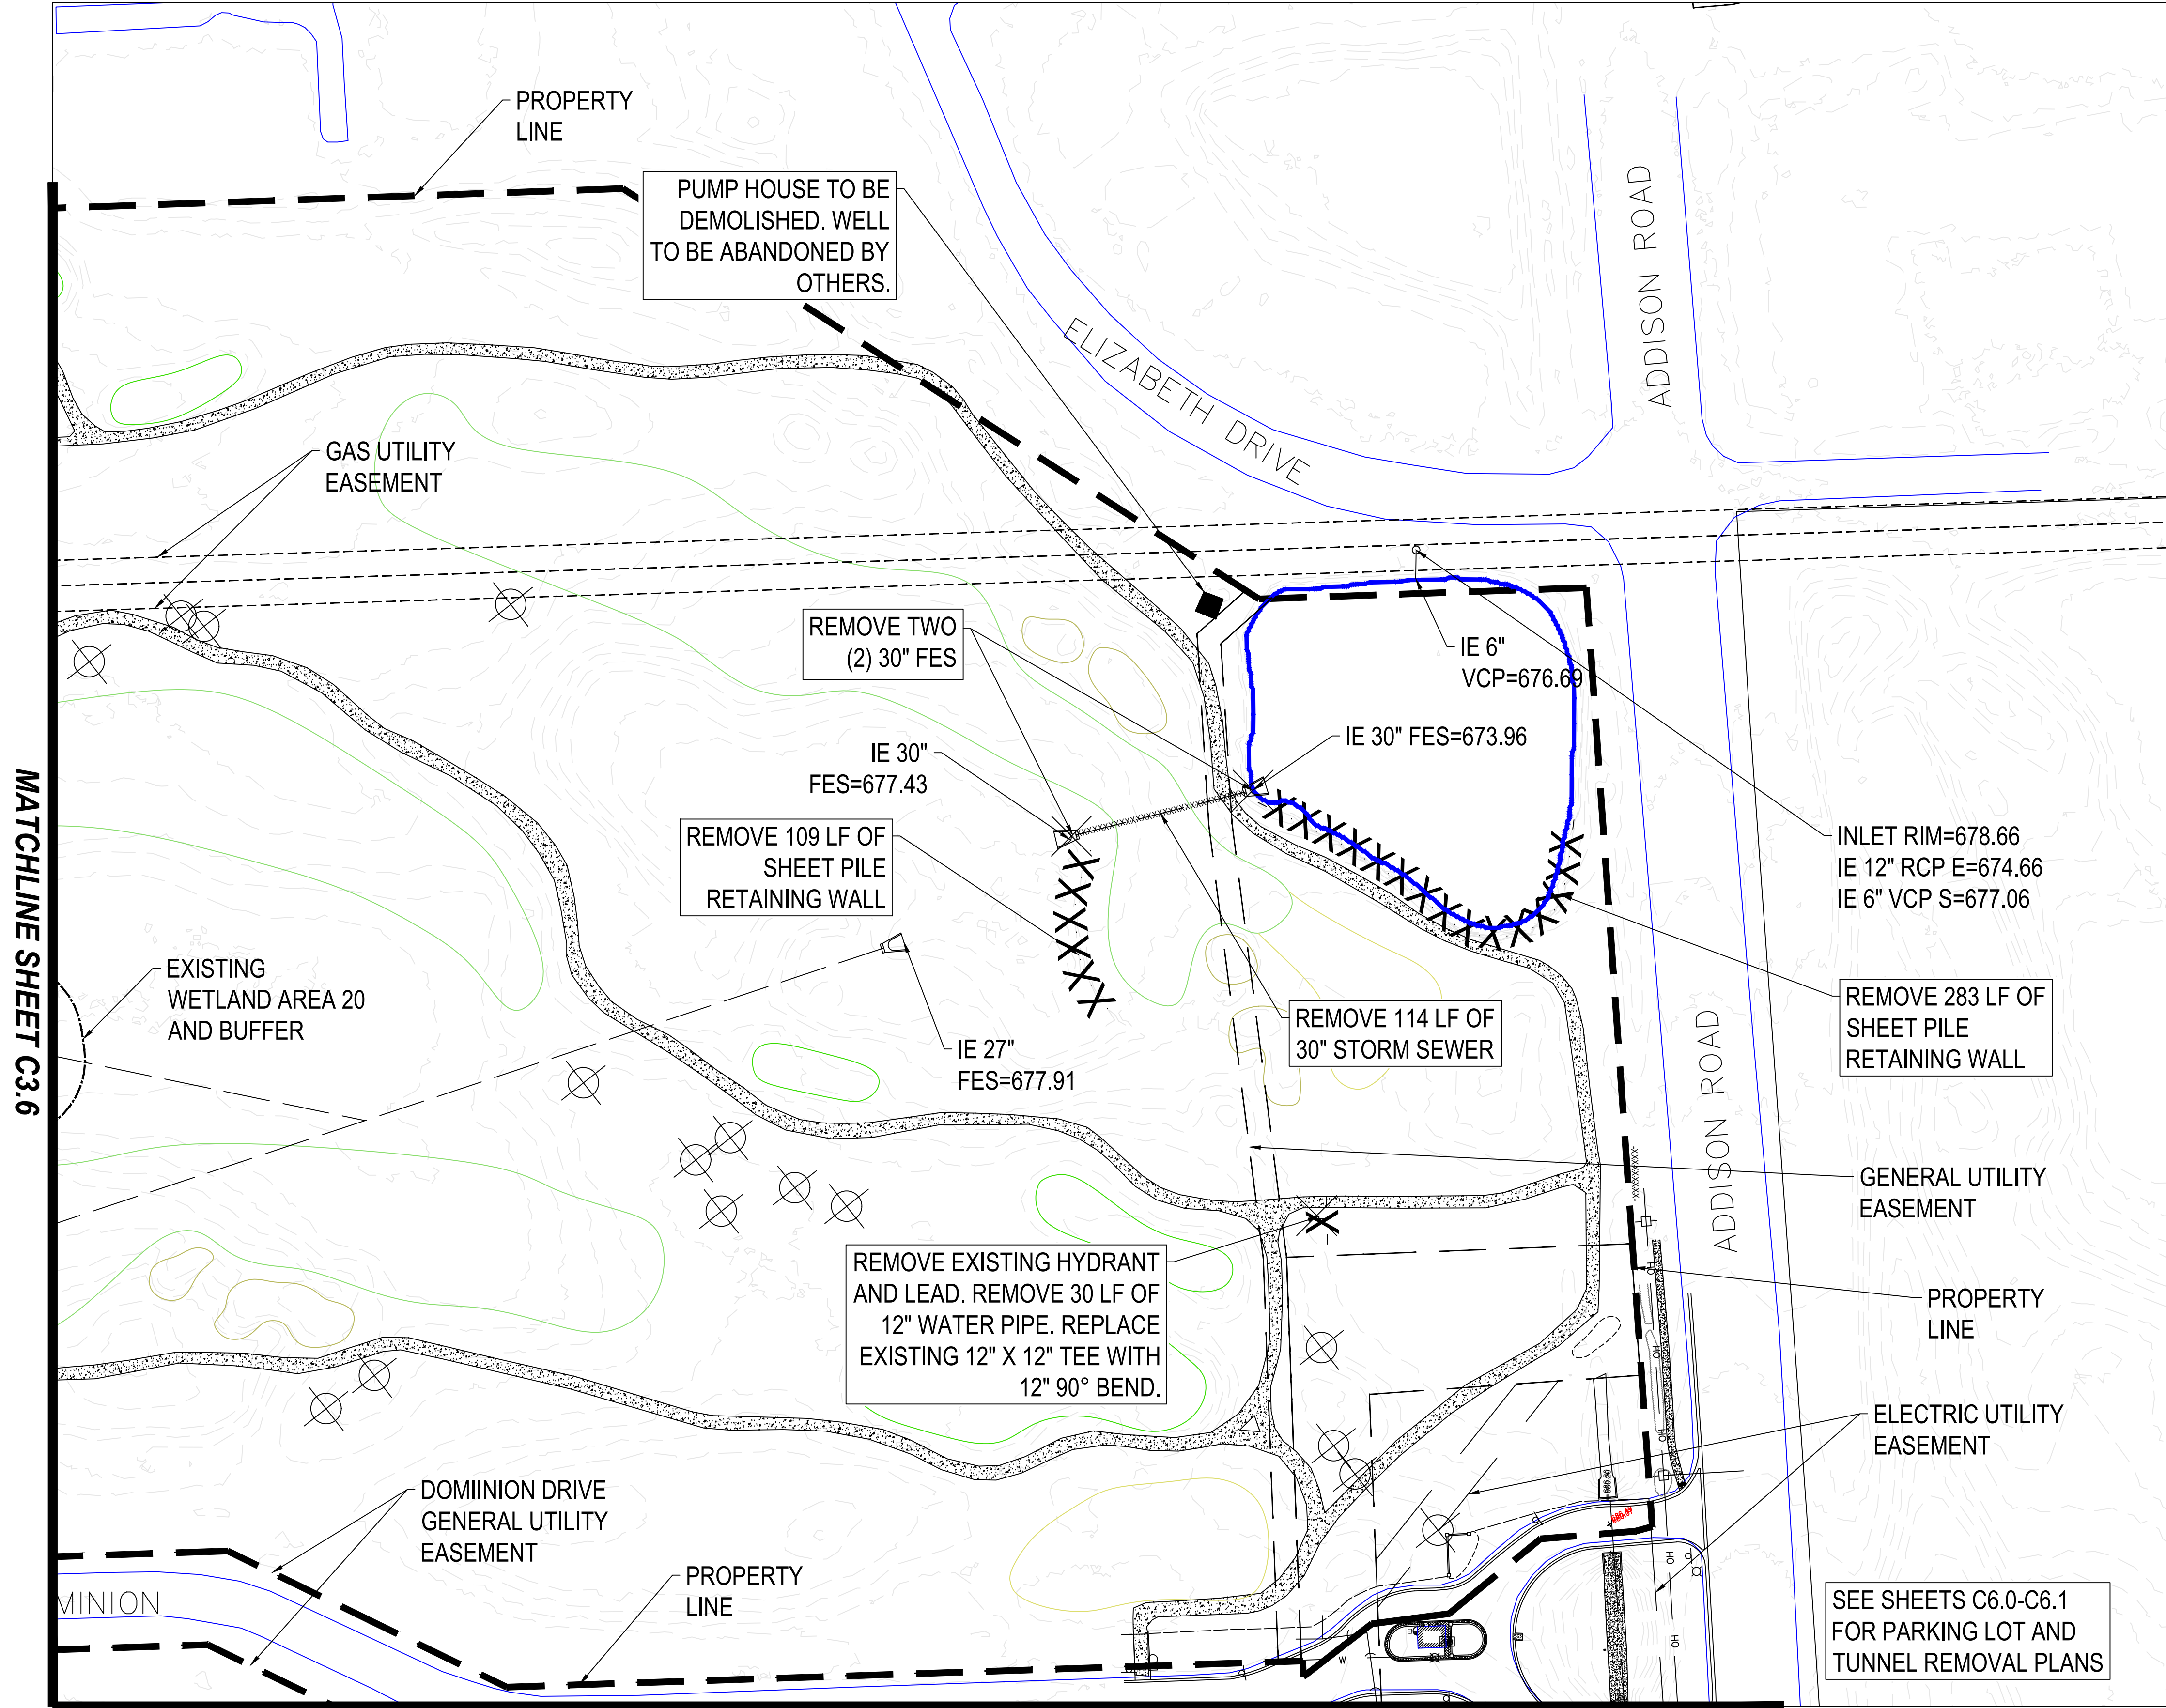 PROPERTY
LINE
PUMP HOUSE TO BE
DEMOLISHED. WELL
TO BE ABANDONED BY
OTHERS.
ADDISON ROAD
ELIZABETH DRIVE
GAS UTILITY
EASEMENT
REMOVE TWO
(2) 30" FES
IE 6"
VCP=676.69
IE 30" FES=673.96
IE 30"
FES=677.43
REMOVE 109 LF OF
SHEET PILE
RETAINING WALL
INLET RIM=678.66
IE 12" RCP E=674.66
IE 6" VCP S=677.06
MATCHLINE SHEET C3.6
EXISTING
WETLAND AREA 20
AND BUFFER
IE 27"
FES=677.91
REMOVE 114 LF OF
30" STORM SEWER
REMOVE 283 LF OF
SHEET PILE
RETAINING WALL
ADDISON ROAD
GENERAL UTILITY
EASEMENT
REMOVE EXISTING HYDRANT
AND LEAD. REMOVE 30 LF OF
12" WATER PIPE. REPLACE
EXISTING 12" X 12" TEE WITH
12" 90° BEND.
PROPERTY
LINE
ELECTRIC UTILITY
EASEMENT
DOMIINION DRIVE
GENERAL UTILITY
EASEMENT
PROPERTY
LINE
MINION
SEE SHEETS C6.0-C6.1
FOR PARKING LOT AND
TUNNEL REMOVAL PLANS
OH
OH
OH
OH
OH
OH
W